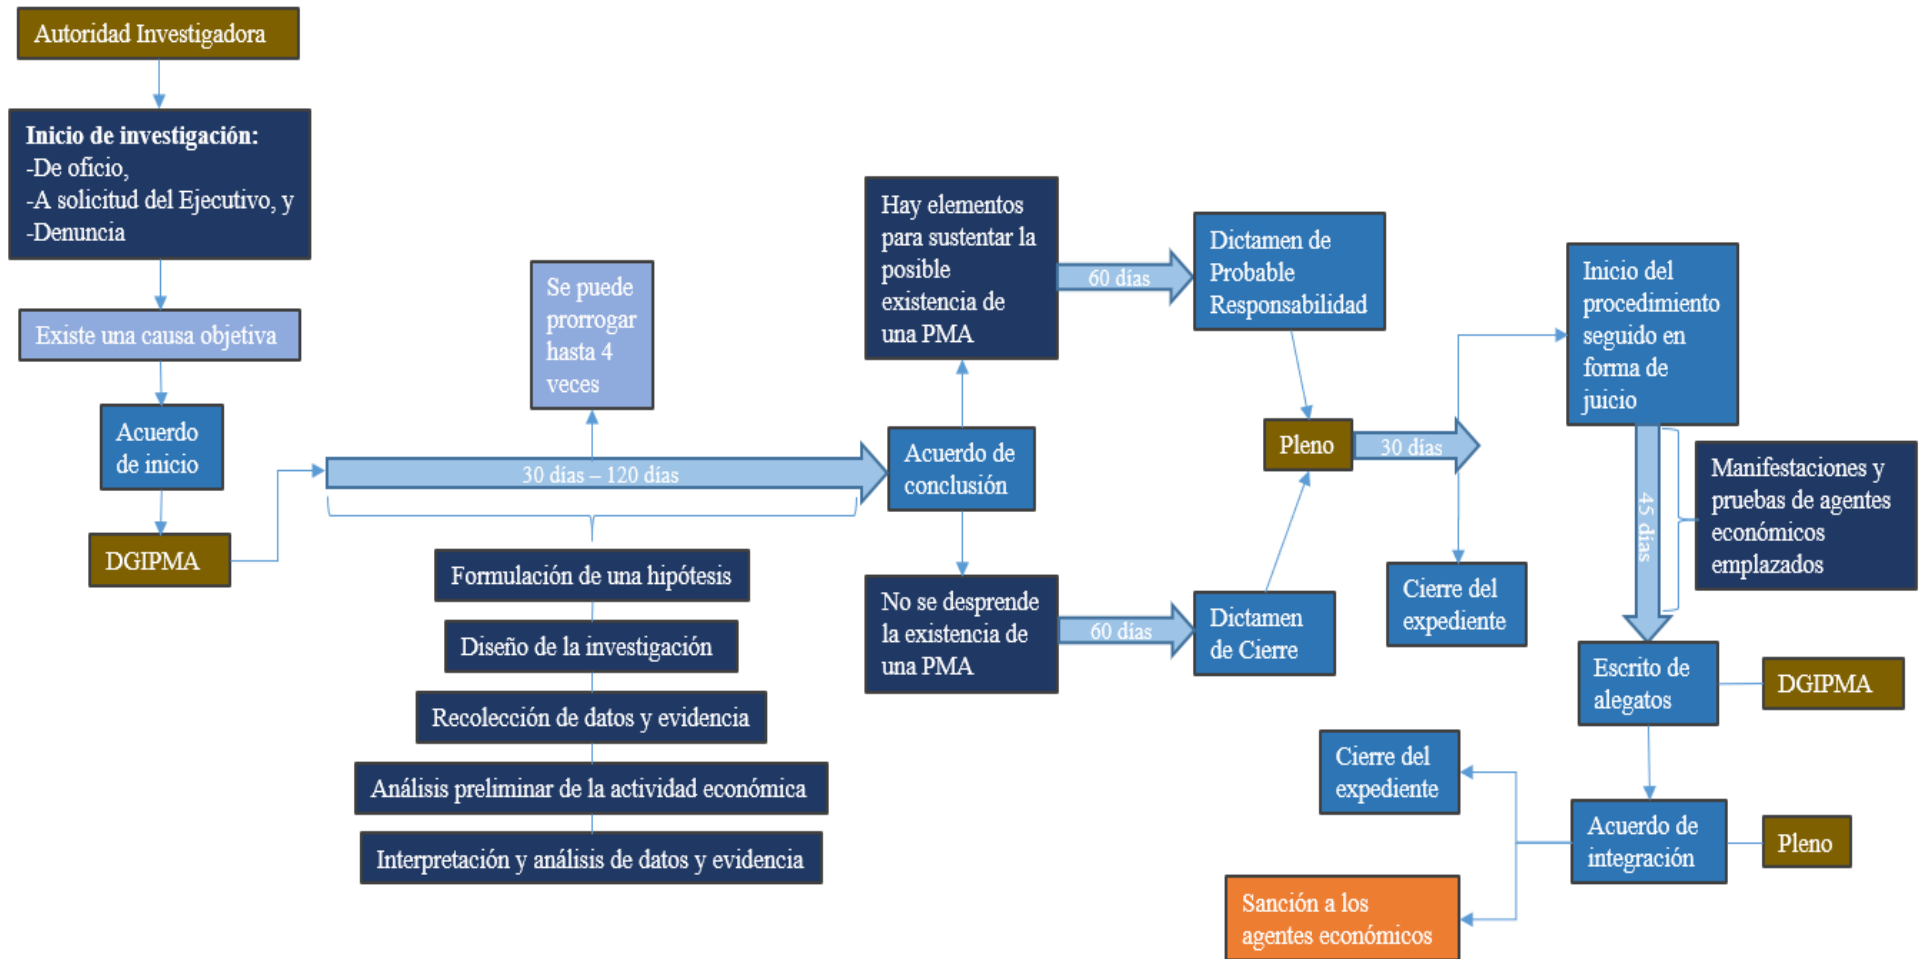 Autoridad Investigadora
Inicio de investigación:
-De oficio,
-A solicitud del Ejecutivo, y
-Denuncia
Existe una causa objetiva
Acuerdo
de inicio
DGIPMA
Se puede
prorrogar
hasta 4
veces
30 días – 120 días
Formulación de una hipótesis
Diseño de la investigación
Recolección de datos y evidencia
Análisis preliminar de la actividad económica
Interpretación y análisis de datos y evidencia
Acuerdo de
conclusión
Hay elementos
para sustentar la
posible
existencia de
una PMA
60 días
Dictamen de
Probable
Responsabilidad
No se desprende
la existencia de
una PMA
60 días
Dictamen
de Cierre
Pleno
30 días
Inicio del
procedimiento
seguido en
forma de
juicio
Cierre del
expediente
45 días
Manifestaciones y
pruebas de agentes
económicos
emplazados
Escrito de
alegatos
DGIPMA
Acuerdo de
integración
Pleno
Cierre del
expediente
Sanción a los
agentes económicos